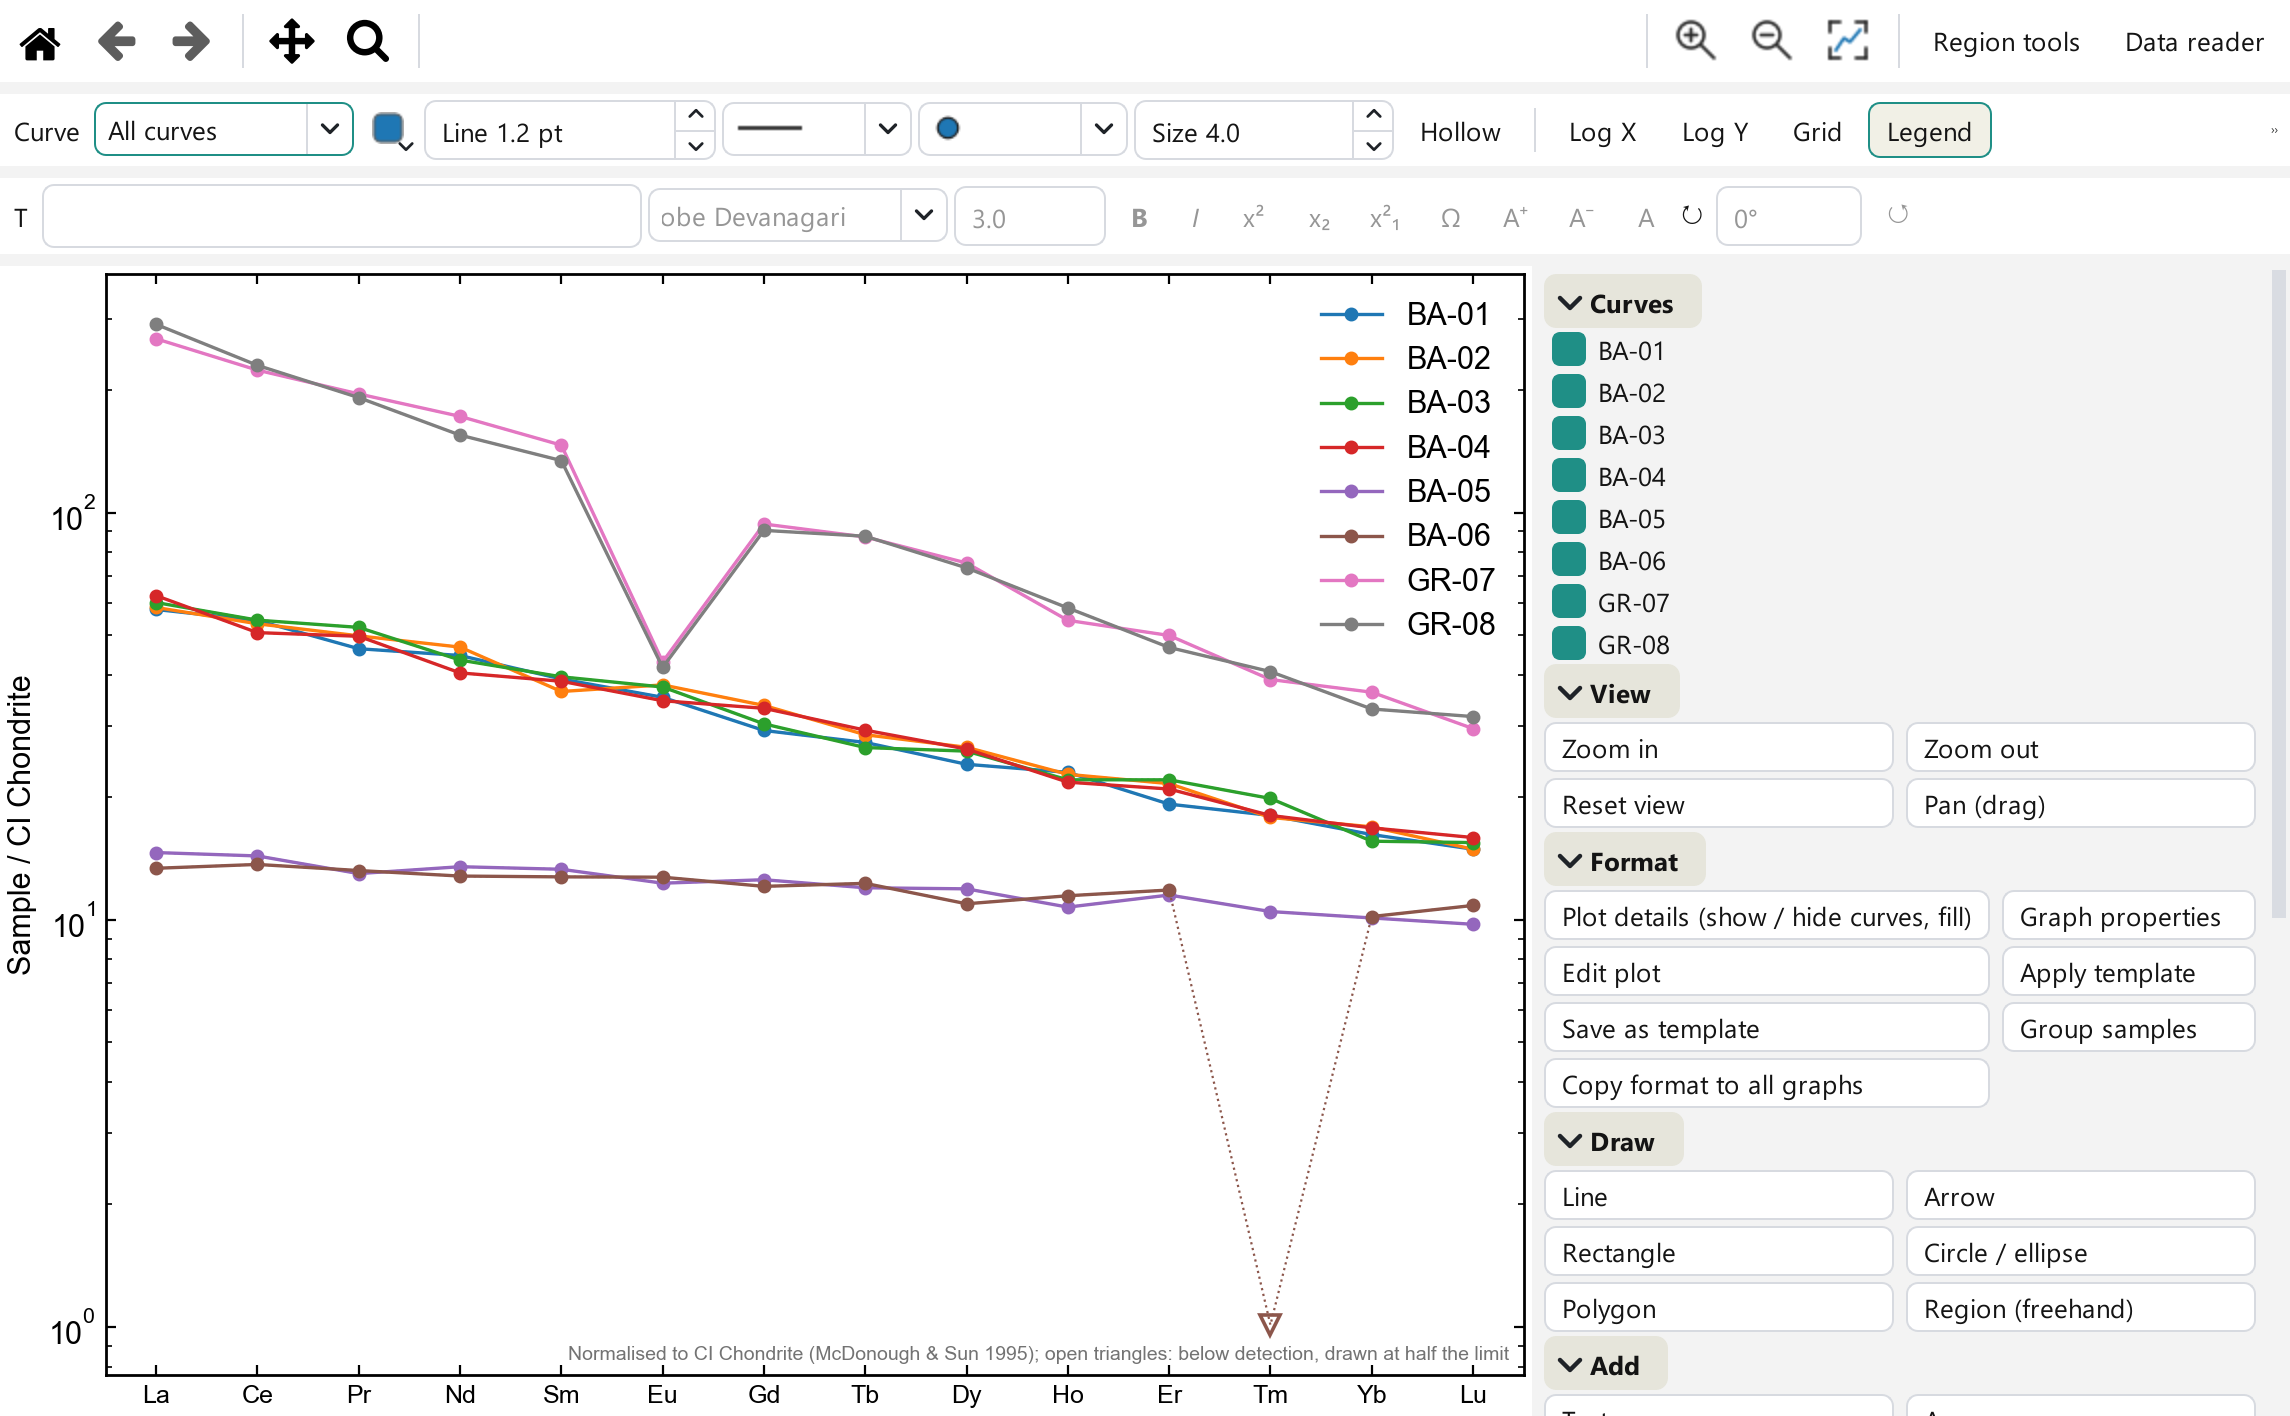 Region tools Data reader
Curve All curves Line 1.2 pt Size 4.0 Hollow Log X Log Y Grid Legend »
T obe Devanagari 3.0 B I x² x₂ x²₁ Ω A⁺ A⁻ A 0°
Sample / CI Chondrite
10²
10¹
10⁰
BA-01
BA-02
BA-03
BA-04
BA-05
BA-06
GR-07
GR-08
Normalised to CI Chondrite (McDonough & Sun 1995); open triangles: below detection, drawn at half the limit
La Ce Pr Nd Sm Eu Gd Tb Dy Ho Er Tm Yb Lu
Curves
BA-01
BA-02
BA-03
BA-04
BA-05
BA-06
GR-07
GR-08
View
Zoom in Zoom out
Reset view Pan (drag)
Format
Plot details (show / hide curves, fill) Graph properties
Edit plot Apply template
Save as template Group samples
Copy format to all graphs
Draw
Line Arrow
Rectangle Circle / ellipse
Polygon Region (freehand)
Add